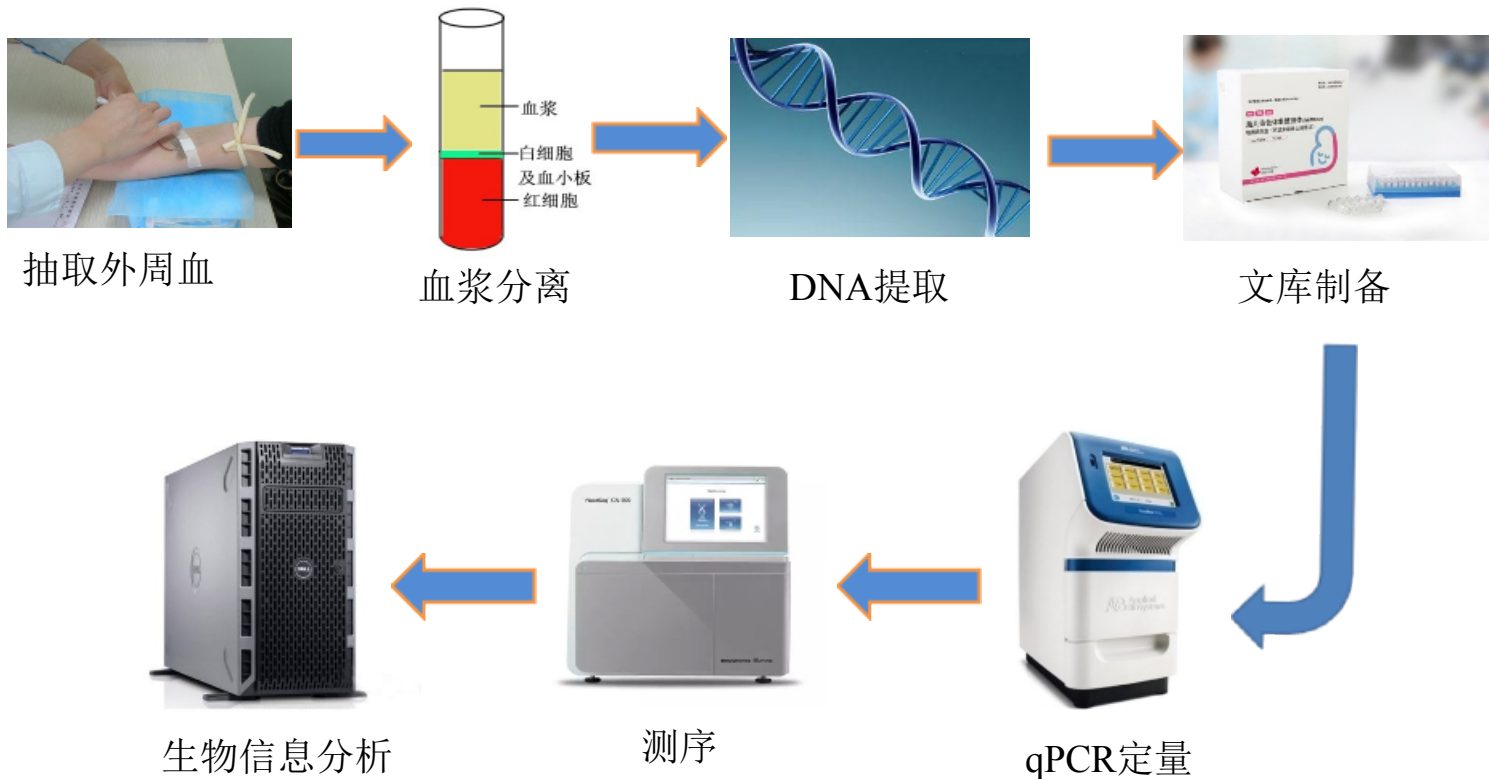 血浆
白细胞
及血小板
红细胞
抽取外周血
血浆分离
DNA提取
文库制备
生物信息分析
测序
qPCR定量